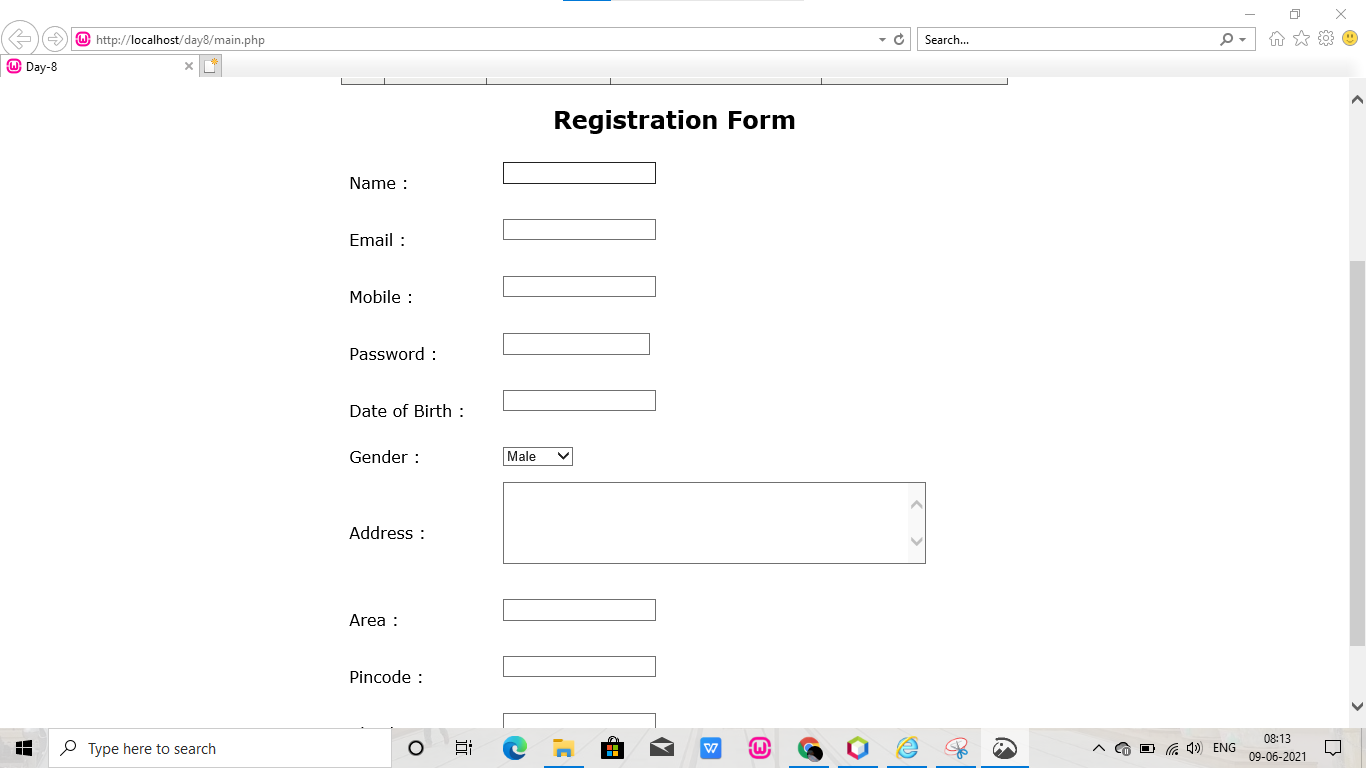 http://localhost/day8/main.php
Search...
Day-8
Registration Form
Name :
Email :
Mobile :
Password :
Date of Birth :
Gender :
Male
Address :
Area :
Pincode :
Type here to search
ENG
08:13
09-06-2021